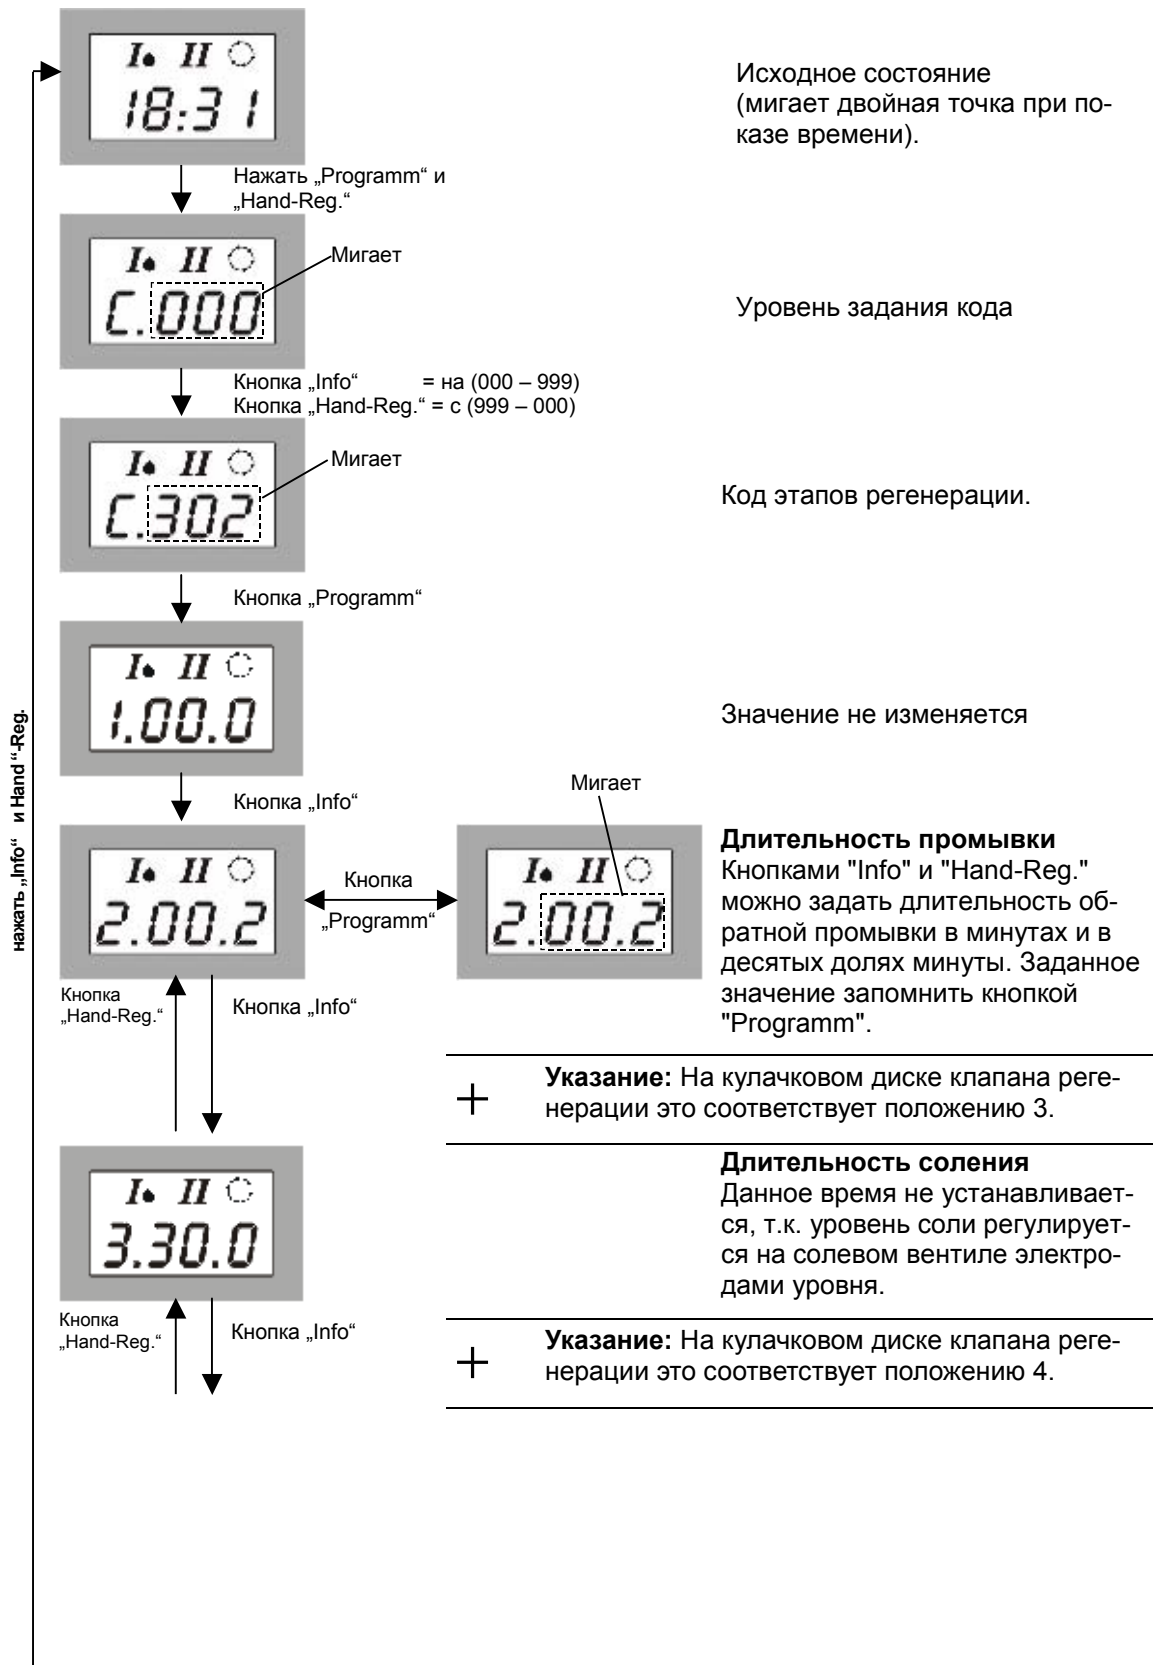 I II
18:31
Исходное состояние
(мигает двойная точка при по-
казе времени).
Нажать „Programm“ и
„Hand-Reg.“
I II
C.000
Мигает
Уровень задания кода
Кнопка „Info“ = на (000 – 999)
Кнопка „Hand-Reg.“ = с (999 – 000)
I II
C.302
Мигает
Код этапов регенерации.
Кнопка „Programm“
I II
1.00.0
Значение не изменяется
Кнопка „Info“
нажать „Info“ и Hand “-Reg.
I II
2.00.2
Кнопка
„Programm“
Мигает
I II
2.00.2
Длительность промывки
Кнопками "Info" и "Hand-Reg."
можно задать длительность об-
ратной промывки в минутах и в
десятых долях минуты. Заданное
значение запомнить кнопкой
"Programm".
Кнопка
„Hand-Reg.“
Кнопка „Info“
Указание: На кулачковом диске клапана реге-
нерации это соответствует положению 3.
I II
3.30.0
Длительность соления
Данное время не устанавливает-
ся, т.к. уровень соли регулирует-
ся на солевом вентиле электро-
дами уровня.
Кнопка
„Hand-Reg.“
Кнопка „Info“
Указание: На кулачковом диске клапана реге-
нерации это соответствует положению 4.